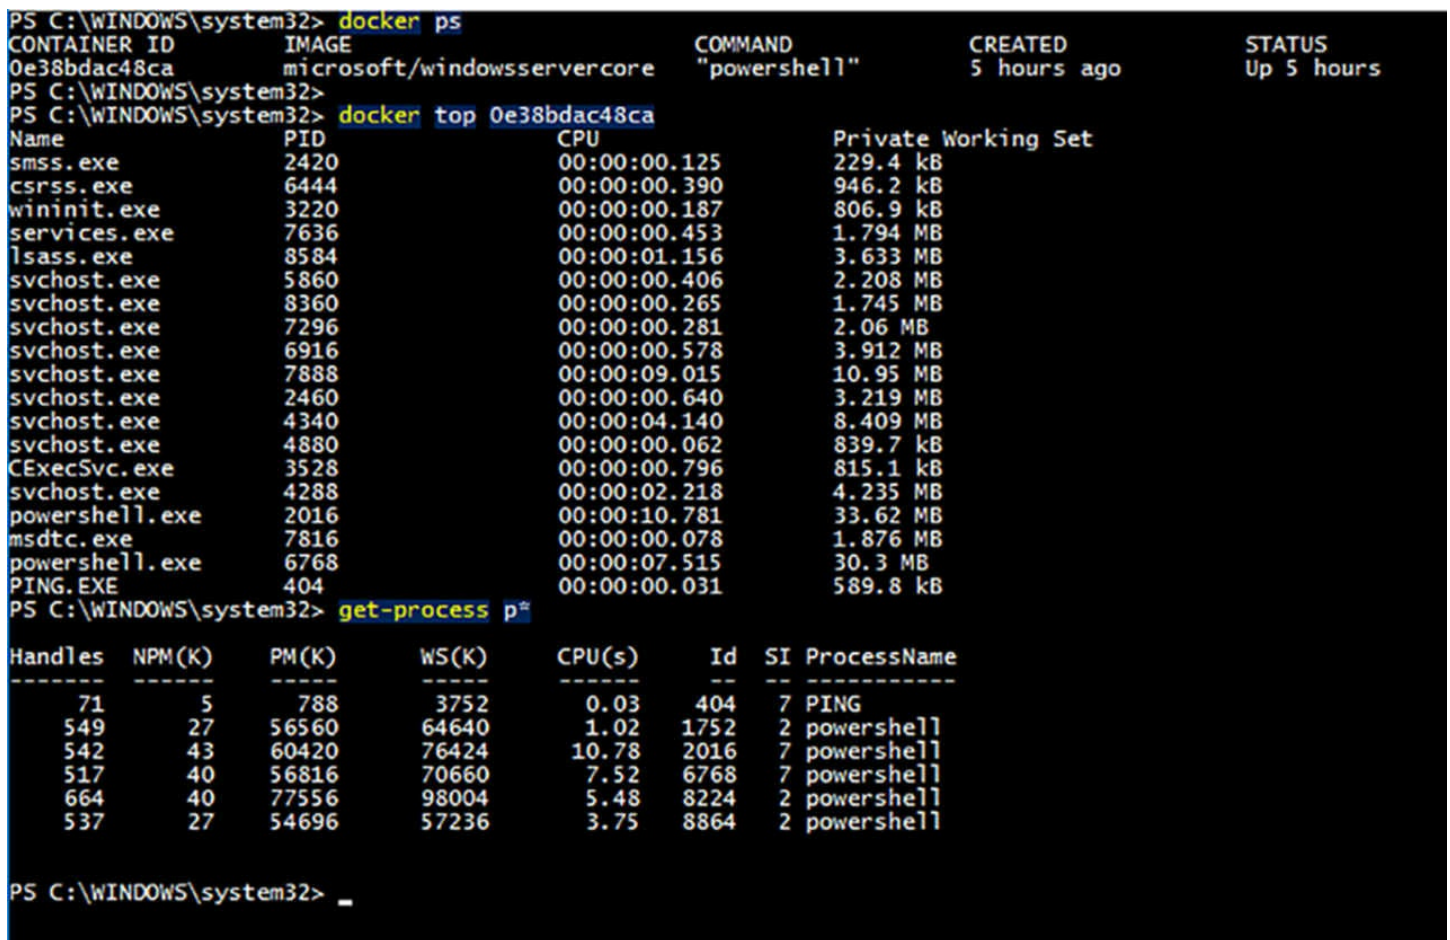 PS C:\WINDOWS\system32> docker ps
CONTAINER ID IMAGE COMMAND CREATED STATUS
0e38bdac48ca microsoft/windowsservercore "powershell" 5 hours ago Up 5 hours
PS C:\WINDOWS\system32>
PS C:\WINDOWS\system32> docker top 0e38bdac48ca
Name PID CPU Private Working Set
smss.exe 2420 00:00:00.125 229.4 kB
csrss.exe 6444 00:00:00.390 946.2 kB
wininit.exe 3220 00:00:00.187 806.9 kB
services.exe 7636 00:00:00.453 1.794 MB
lsass.exe 8584 00:00:01.156 3.633 MB
svchost.exe 5860 00:00:00.406 2.208 MB
svchost.exe 8360 00:00:00.265 1.745 MB
svchost.exe 7296 00:00:00.281 2.06 MB
svchost.exe 6916 00:00:00.578 3.912 MB
svchost.exe 7888 00:00:09.015 10.95 MB
svchost.exe 2460 00:00:00.640 3.219 MB
svchost.exe 4340 00:00:04.140 8.409 MB
svchost.exe 4880 00:00:00.062 839.7 kB
CExecSvc.exe 3528 00:00:00.796 815.1 kB
svchost.exe 4288 00:00:02.218 4.235 MB
powershell.exe 2016 00:00:10.781 33.62 MB
msdtc.exe 7816 00:00:00.078 1.876 MB
powershell.exe 6768 00:00:07.515 30.3 MB
PING.EXE 404 00:00:00.031 589.8 kB
PS C:\WINDOWS\system32> get-process p*
Handles NPM(K) PM(K) WS(K) CPU(s) Id SI ProcessName
------- ------ ----- ----- ------ -- -- -----------
71 5 788 3752 0.03 404 7 PING
549 27 56560 64640 1.02 1752 2 powershell
542 43 60420 76424 10.78 2016 7 powershell
517 40 56816 70660 7.52 6768 7 powershell
664 40 77556 98004 5.48 8224 2 powershell
537 27 54696 57236 3.75 8864 2 powershell
PS C:\WINDOWS\system32> _